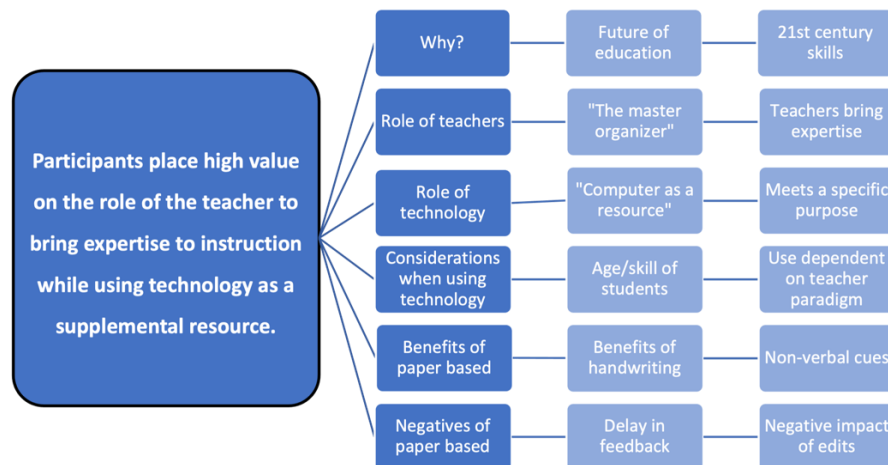 Participants place high value
on the role of the teacher to
bring expertise to instruction
while using technology as a
supplemental resource.
Why?
Future of
education
21st century
skills
Role of teachers
"The master
organizer"
Teachers bring
expertise
Role of
technology
"Computer as a
resource"
Meets a specific
purpose
Considerations
when using
technology
Age/skill of
students
Use dependent
on teacher
paradigm
Benefits of
paper based
Benefits of
handwriting
Non-verbal cues
Negatives of
paper based
Delay in
feedback
Negative impact
of edits